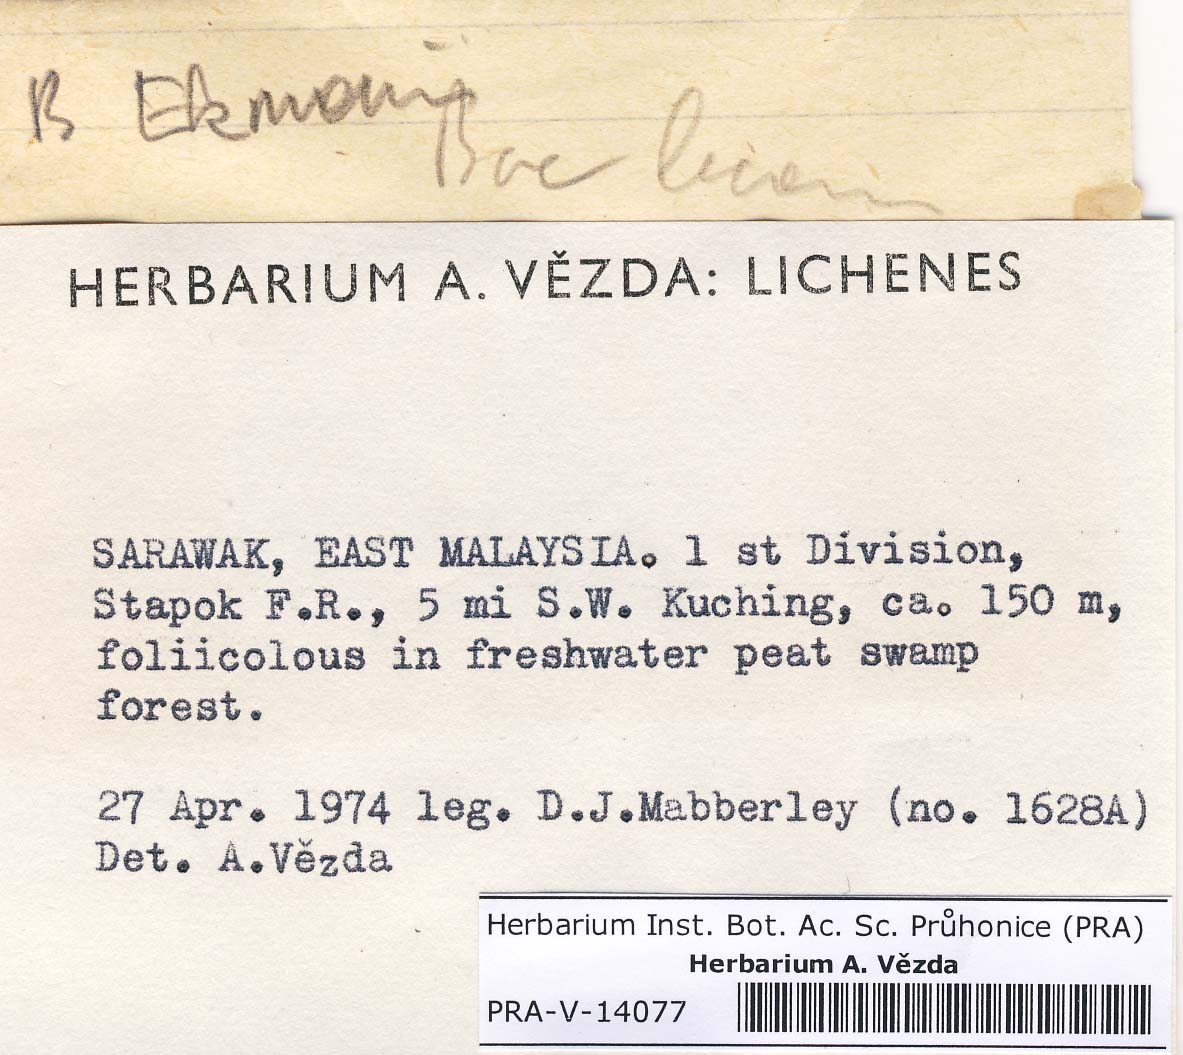 B Ekmanii
Bac
HERBARIUM A. VĚZDA: LICHENES
SARAWAK, EAST MALAYSIA. 1 st Division,
Stapok F.R., 5 mi S.W. Kuching, ca. 150 m,
foliicolous in freshwater peat swamp
forest.
27 Apr. 1974 leg. D.J.Mabberley (no. 1628A)
Det. A.Vězda
Herbarium Inst. Bot. Ac. Sc. Průhonice (PRA)
Herbarium A. Vězda
PRA-V-14077